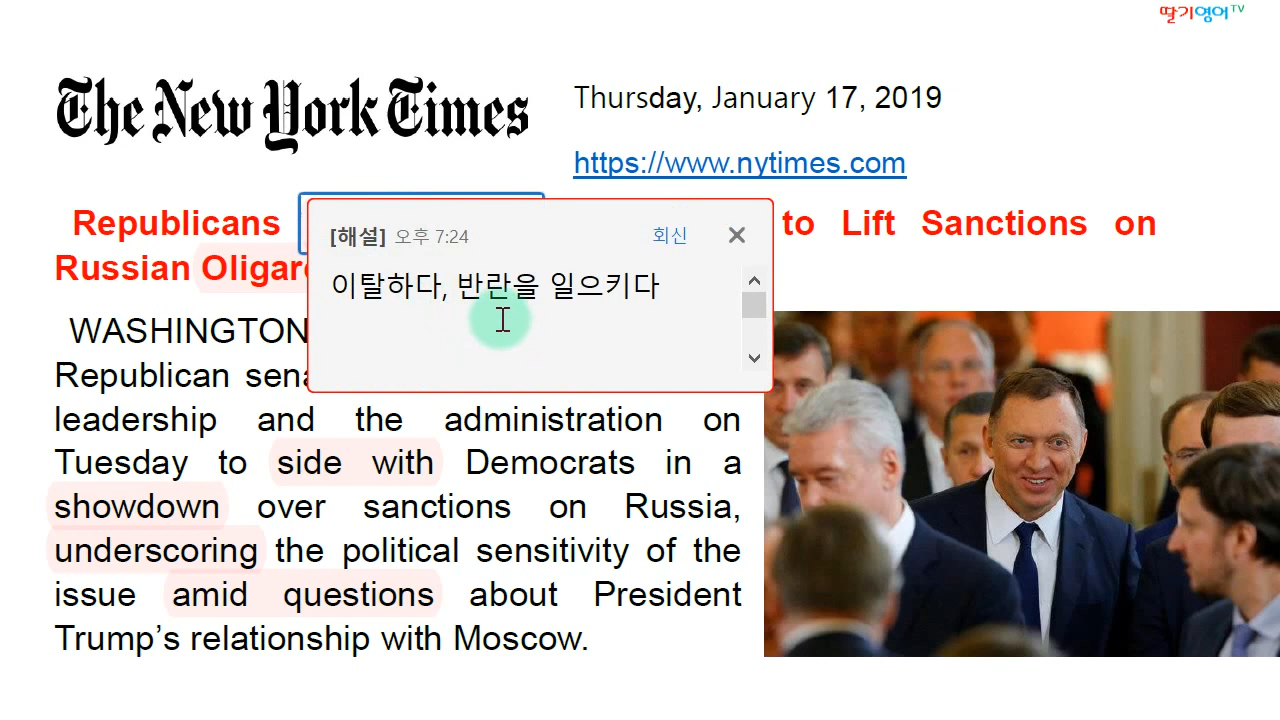 딸기영어TV
The New York Times
Thursday, January 17, 2019
https://www.nytimes.com
Republicans to Lift Sanctions on
[해설] 오후 7:24 회신
Russian
이탈하다, 반란을 일으키다
WASHINGTON
Republican
leadership and the administration on
Tuesday to side with Democrats in a
showdown over sanctions on Russia,
underscoring the political sensitivity of the
issue amid questions about President
Trump’s relationship with Moscow.